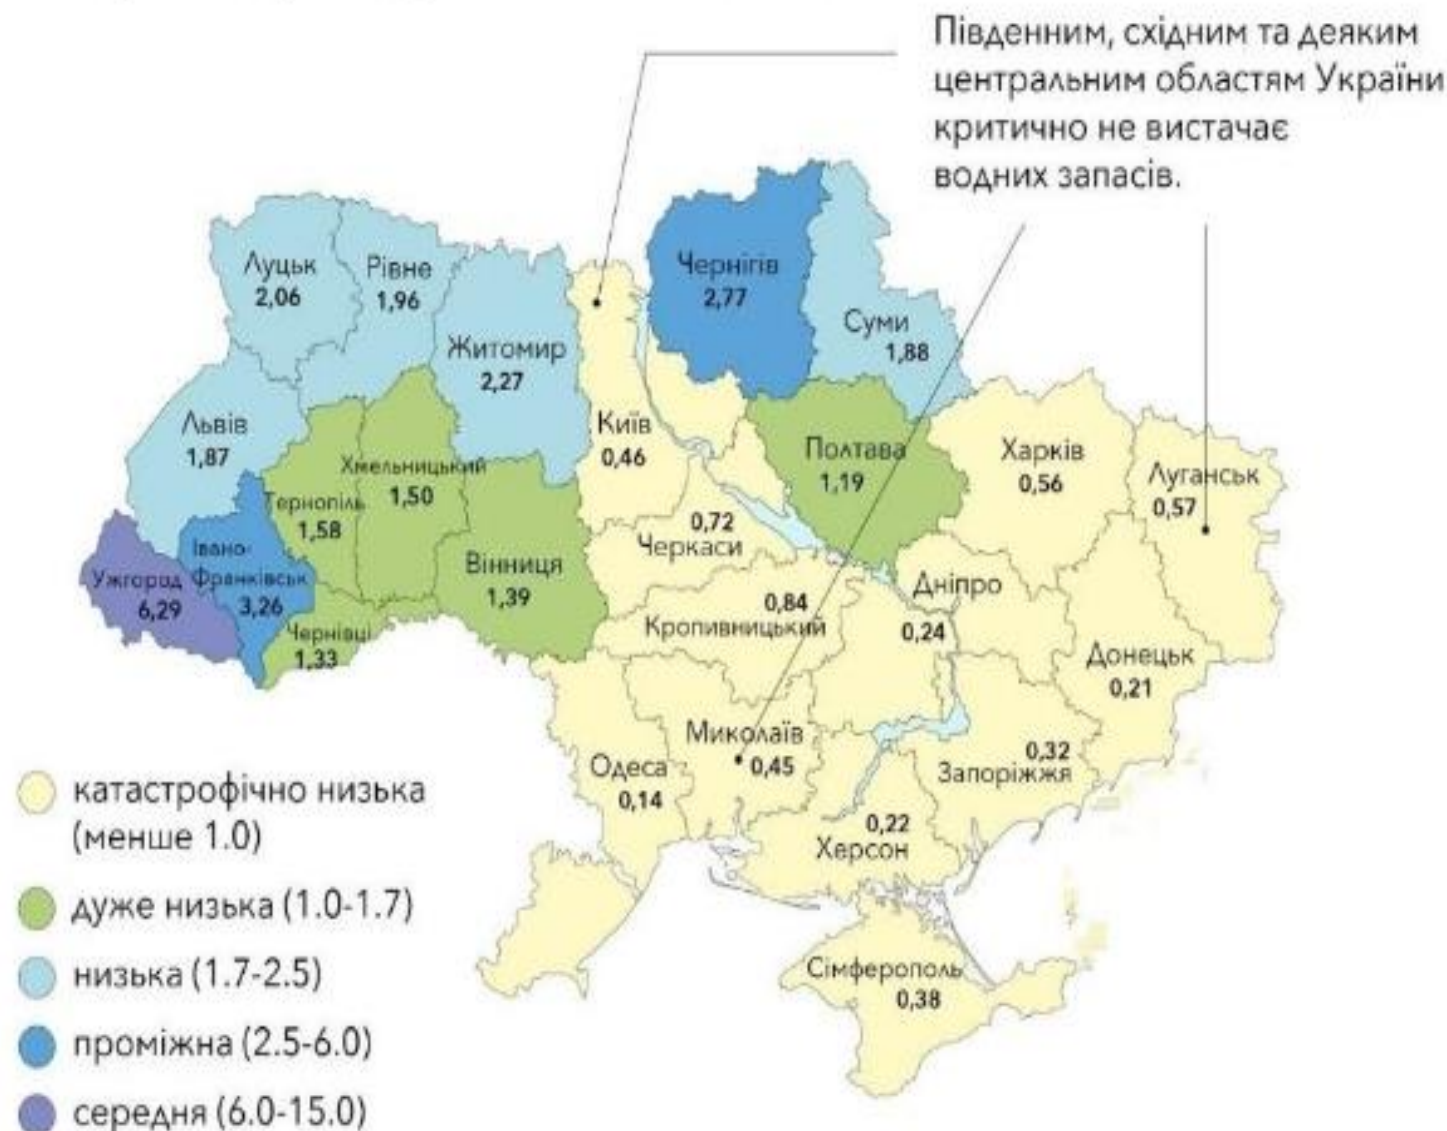 Південним, східним та деяким
центральним областям України
критично не вистачає
водних запасів.
Луцьк
2,06
Рівне
1,96
Житомир
2,27
Чернігів
2,77
Суми
1,88
Львів
1,87
Київ
0,46
Полтава
1,19
Харків
0,56
Луганськ
0,57
Хмельницький
1,50
Тернопіль
1,58
0,72
Черкаси
Вінниця
1,39
Івано-
Франківськ
3,26
Ужгород
6,29
Чернівці
1,33
0,84
Кропивницький
Дніпро
0,24
Донецьк
0,21
Миколаїв
0,45
Одеса
0,14
0,32
Запоріжжя
0,22
Херсон
Сімферополь
0,38
катастрофічно низька
(менше 1.0)
дуже низька (1.0-1.7)
низька (1.7-2.5)
проміжна (2.5-6.0)
середня (6.0-15.0)